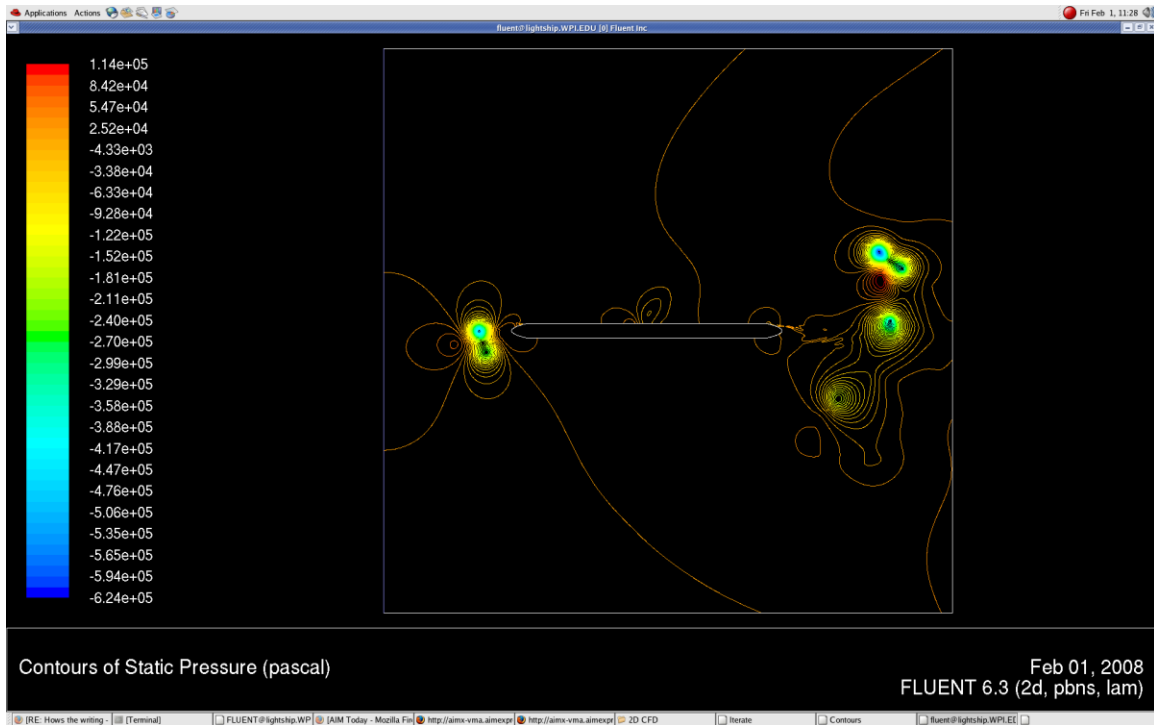 Applications Actions
Fri Feb 1, 11:28
fluent@lightship.WPI.EDU [0] Fluent Inc
1.14e+05
8.42e+04
5.47e+04
2.52e+04
-4.33e+03
-3.38e+04
-6.33e+04
-9.28e+04
-1.22e+05
-1.52e+05
-1.81e+05
-2.11e+05
-2.40e+05
-2.70e+05
-2.99e+05
-3.29e+05
-3.58e+05
-3.88e+05
-4.17e+05
-4.47e+05
-4.76e+05
-5.06e+05
-5.35e+05
-5.65e+05
-5.94e+05
-6.24e+05
Contours of Static Pressure (pascal)
Feb 01, 2008
FLUENT 6.3 (2d, pbns, lam)
[RE: Hows the writing - [Terminal] FLUENT@lightship.WP [AIM Today - Mozilla Fire http://aimx-vma.aimexpr http://aimx-vma.aimexpr 2D CFD Iterate Contours fluent@lightship.WPI.E